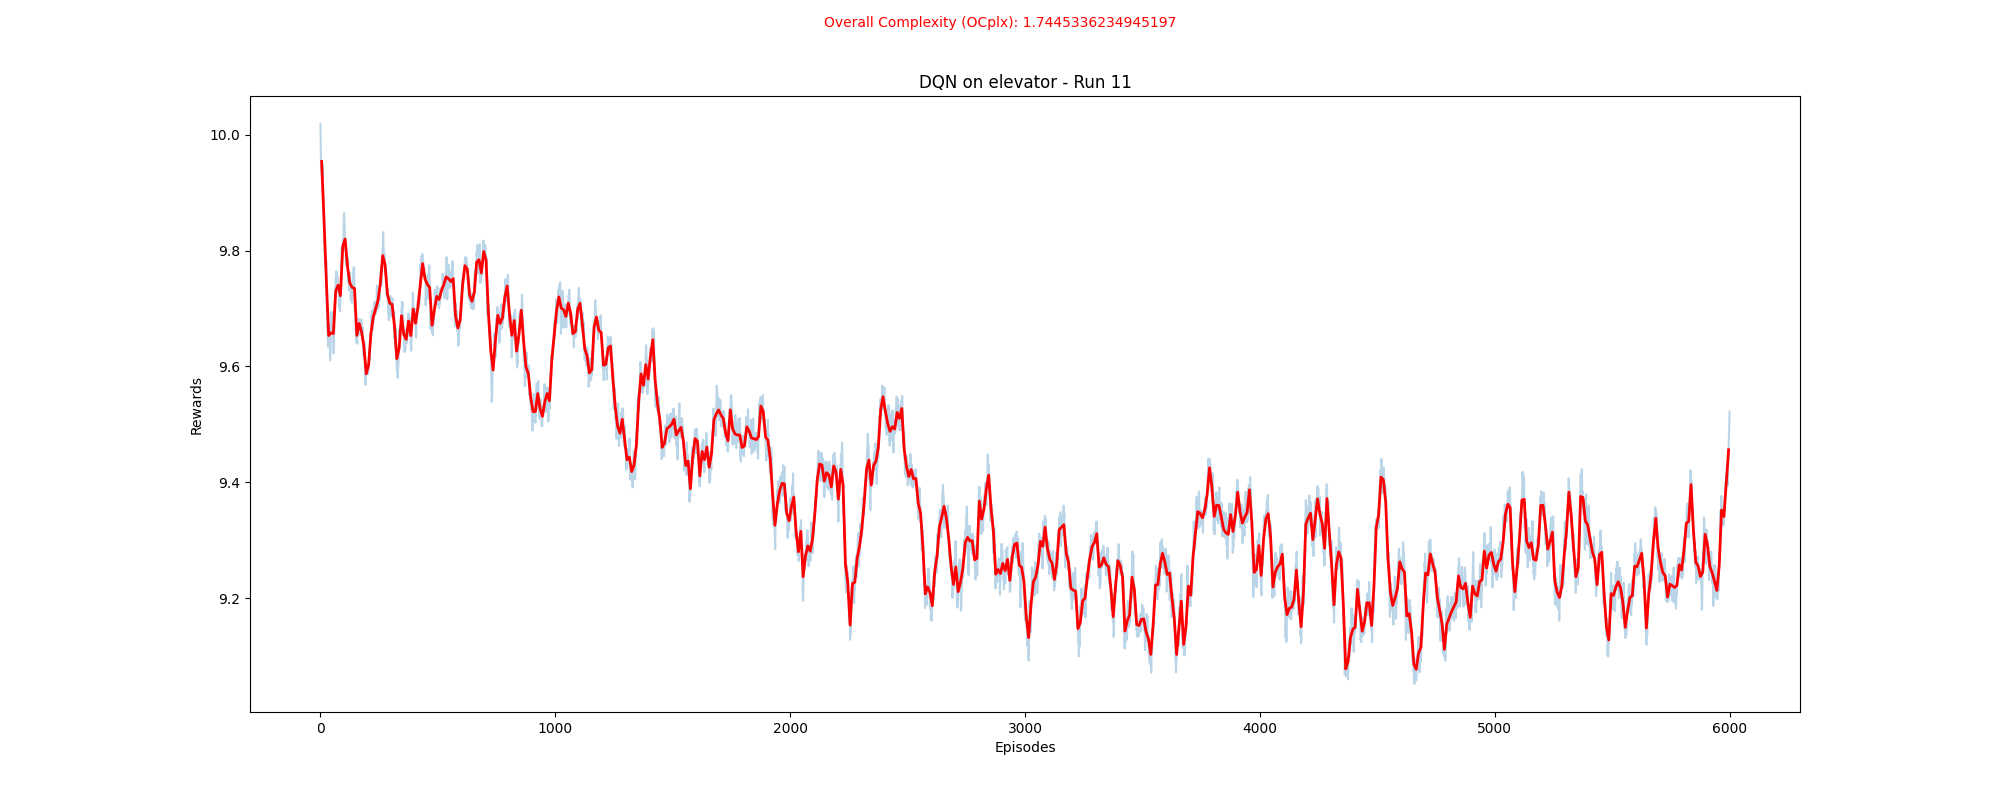 Overall Complexity (OCplx): 1.7445336234945197
DQN on elevator - Run 11
Rewards
10.0
9.8
9.6
9.4
9.2
0 1000 2000 3000 4000 5000 6000
Episodes